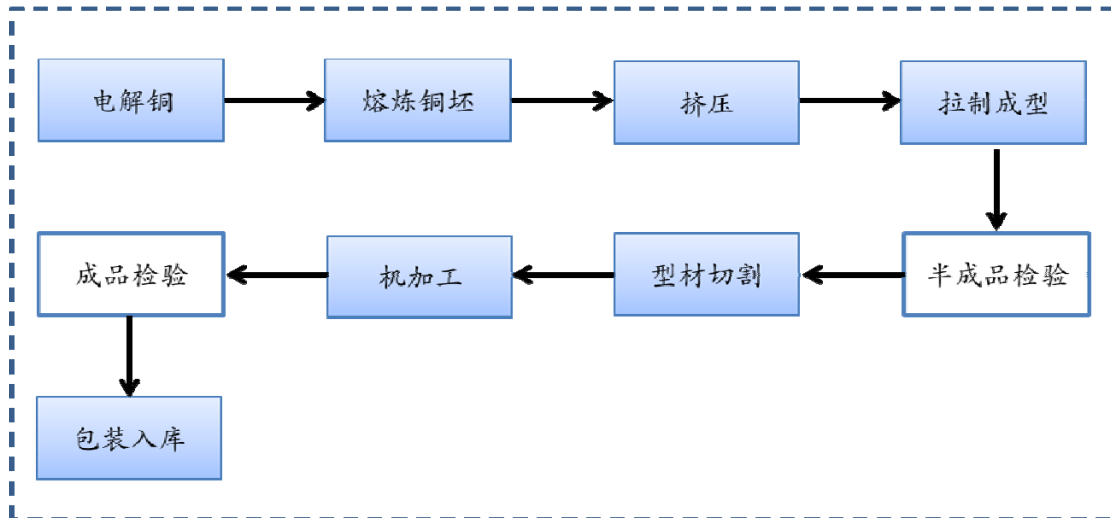 电解铜
熔炼铜坯
挤压
拉制成型
成品检验
机加工
型材切割
半成品检验
包装入库